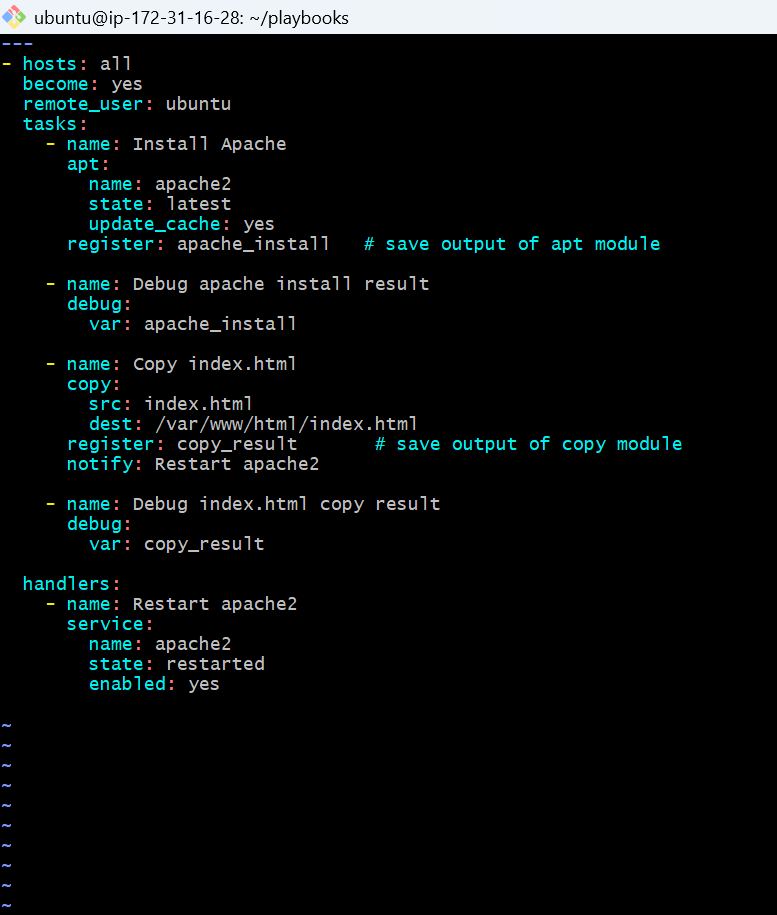 ubuntu@ip-172-31-16-28: ~/playbooks
---
- hosts: all
  become: yes
  remote_user: ubuntu
  tasks:
    - name: Install Apache
      apt:
        name: apache2
        state: latest
        update_cache: yes
      register: apache_install   # save output of apt module

    - name: Debug apache install result
      debug:
        var: apache_install

    - name: Copy index.html
      copy:
        src: index.html
        dest: /var/www/html/index.html
      register: copy_result       # save output of copy module
      notify: Restart apache2

    - name: Debug index.html copy result
      debug:
        var: copy_result

  handlers:
    - name: Restart apache2
      service:
        name: apache2
        state: restarted
        enabled: yes

~
~
~
~
~
~
~
~
~
~